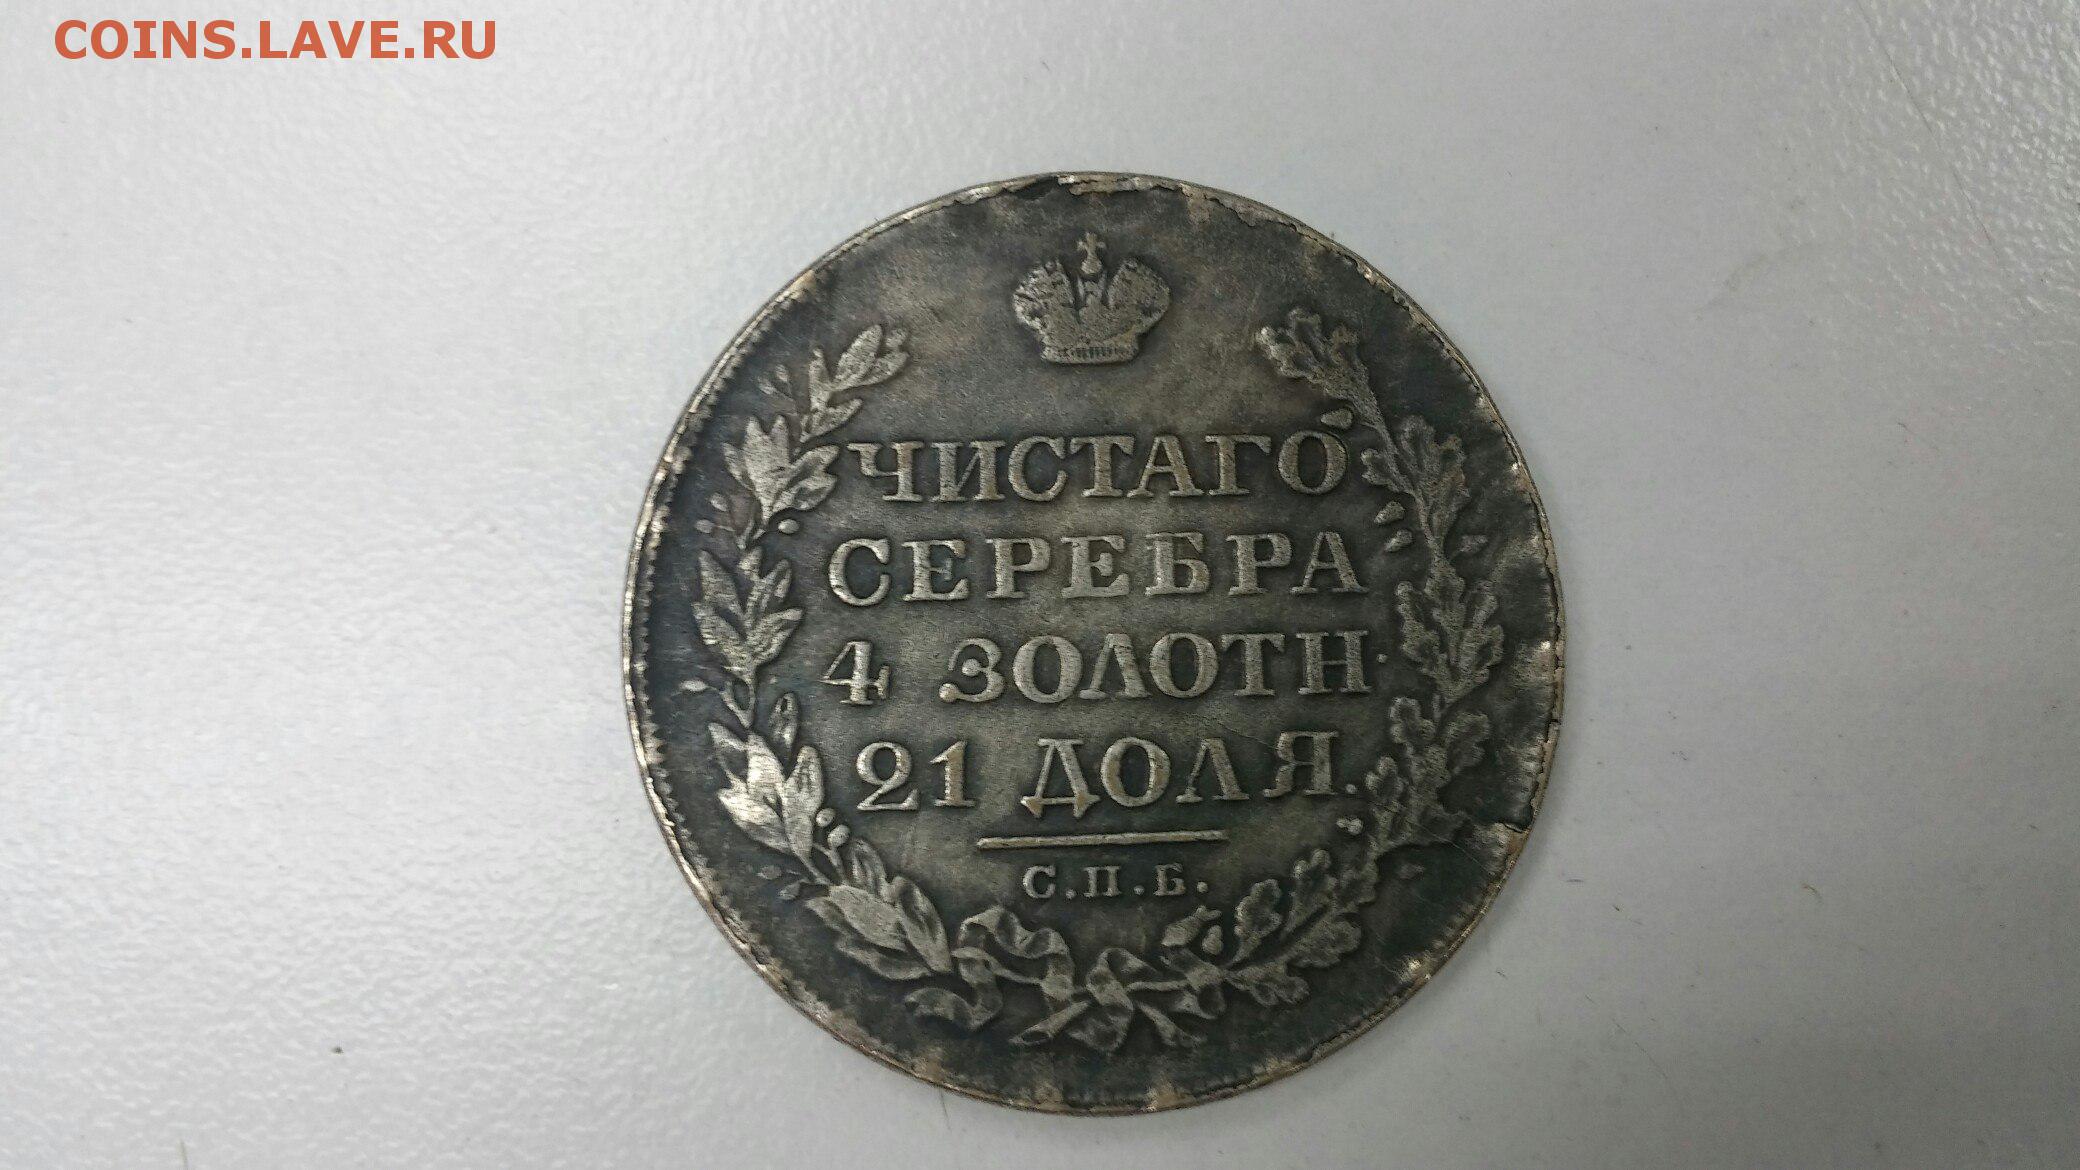 COINS.LAVE.RU
ЧИСТАГО
СЕРЕБРА
4 ЗОЛОТН·
21 ДОЛЯ.
С.П.Б.